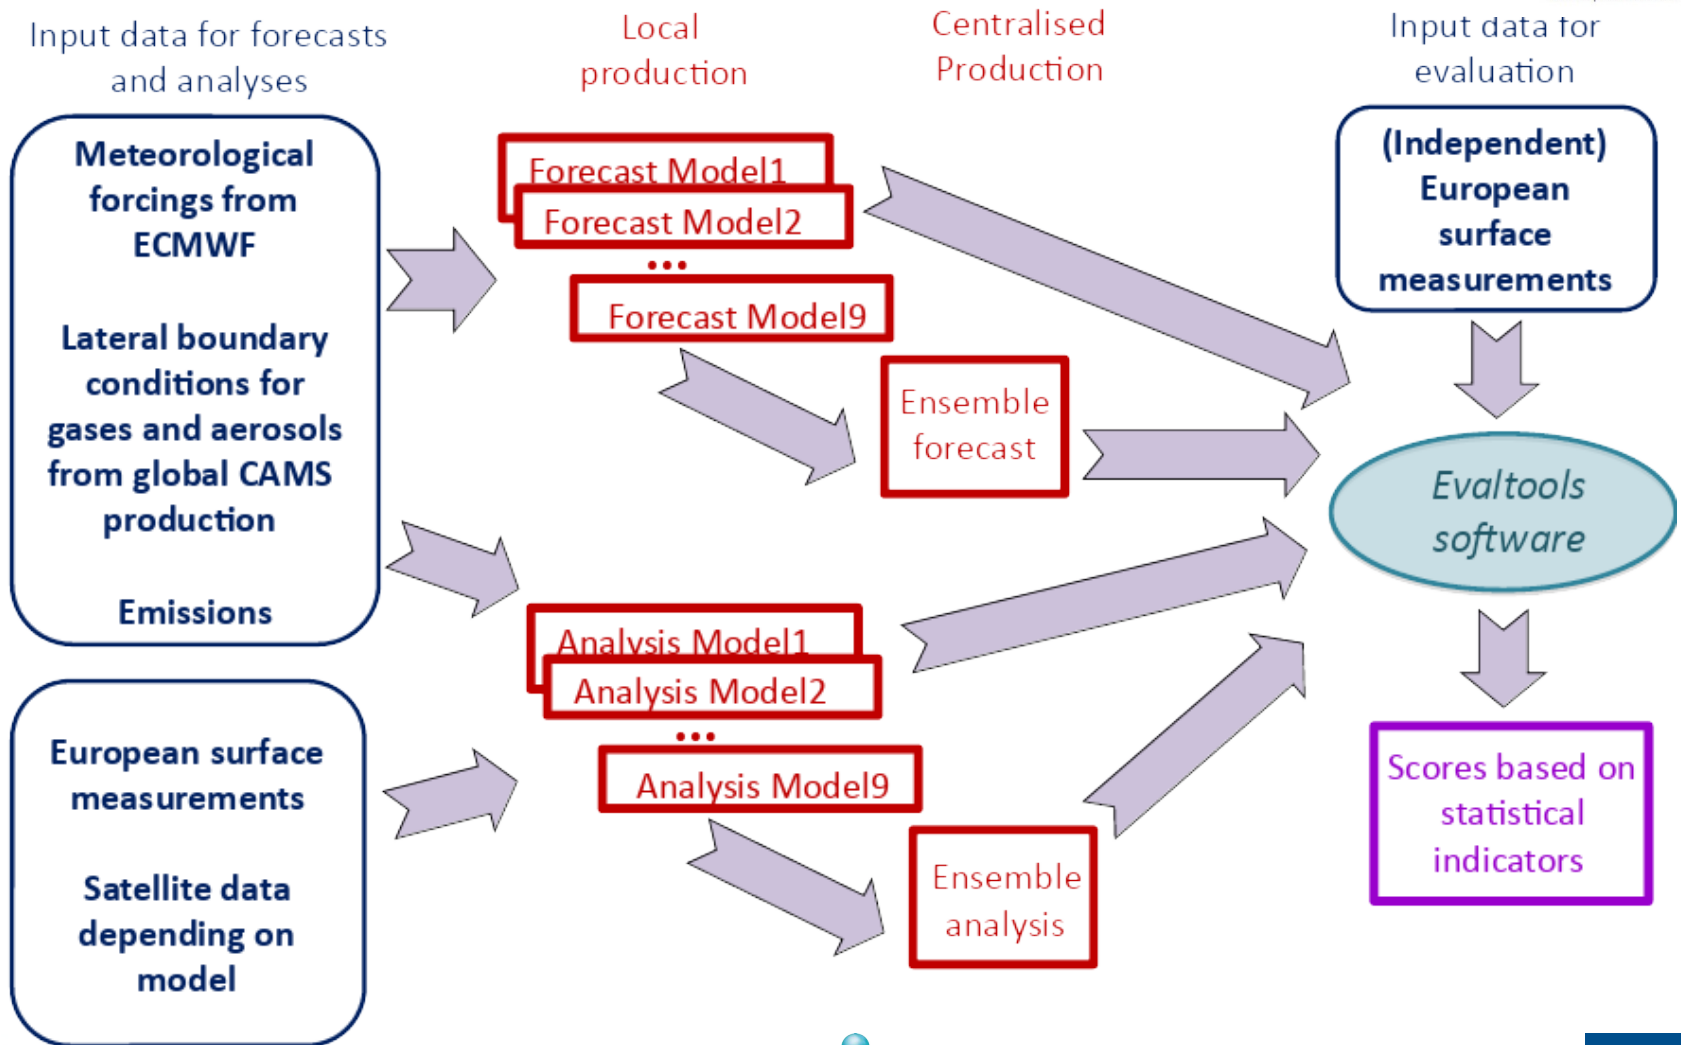 Input data for forecasts
and analyses
Local
production
Centralised
Production
Input data for
evaluation
Meteorological
forcings from
ECMWF
Lateral boundary
conditions for
gases and aerosols
from global CAMS
production
Emissions
European surface
measurements
Satellite data
depending on
model
Forecast Model1
Forecast Model2
...
Forecast Model9
Ensemble
forecast
Analysis Model1
Analysis Model2
...
Analysis Model9
Ensemble
analysis
(Independent)
European
surface
measurements
Evaltools
software
Scores based on
statistical
indicators